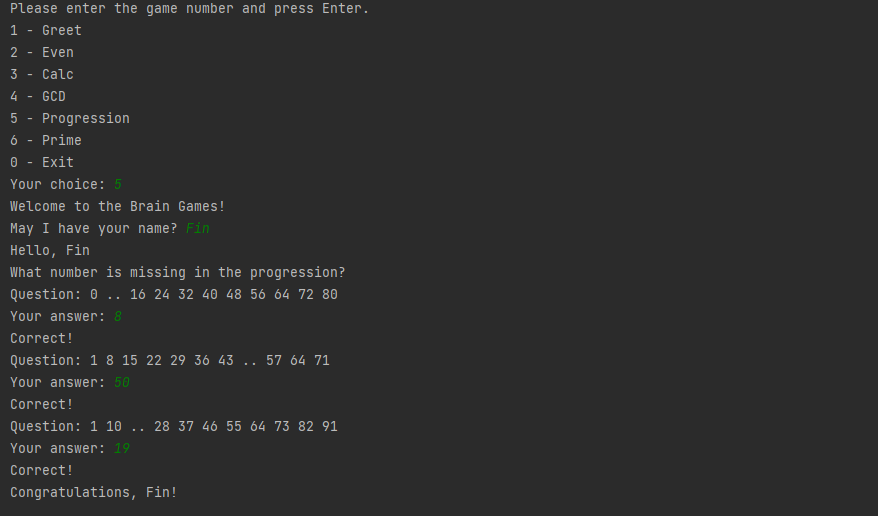 Please enter the game number and press Enter.
1 - Greet
2 - Even
3 - Calc
4 - GCD
5 - Progression
6 - Prime
0 - Exit
Your choice: 5
Welcome to the Brain Games!
May I have your name? Fin
Hello, Fin
What number is missing in the progression?
Question: 0 .. 16 24 32 40 48 56 64 72 80
Your answer: 8
Correct!
Question: 1 8 15 22 29 36 43 .. 57 64 71
Your answer: 50
Correct!
Question: 1 10 .. 28 37 46 55 64 73 82 91
Your answer: 19
Correct!
Congratulations, Fin!